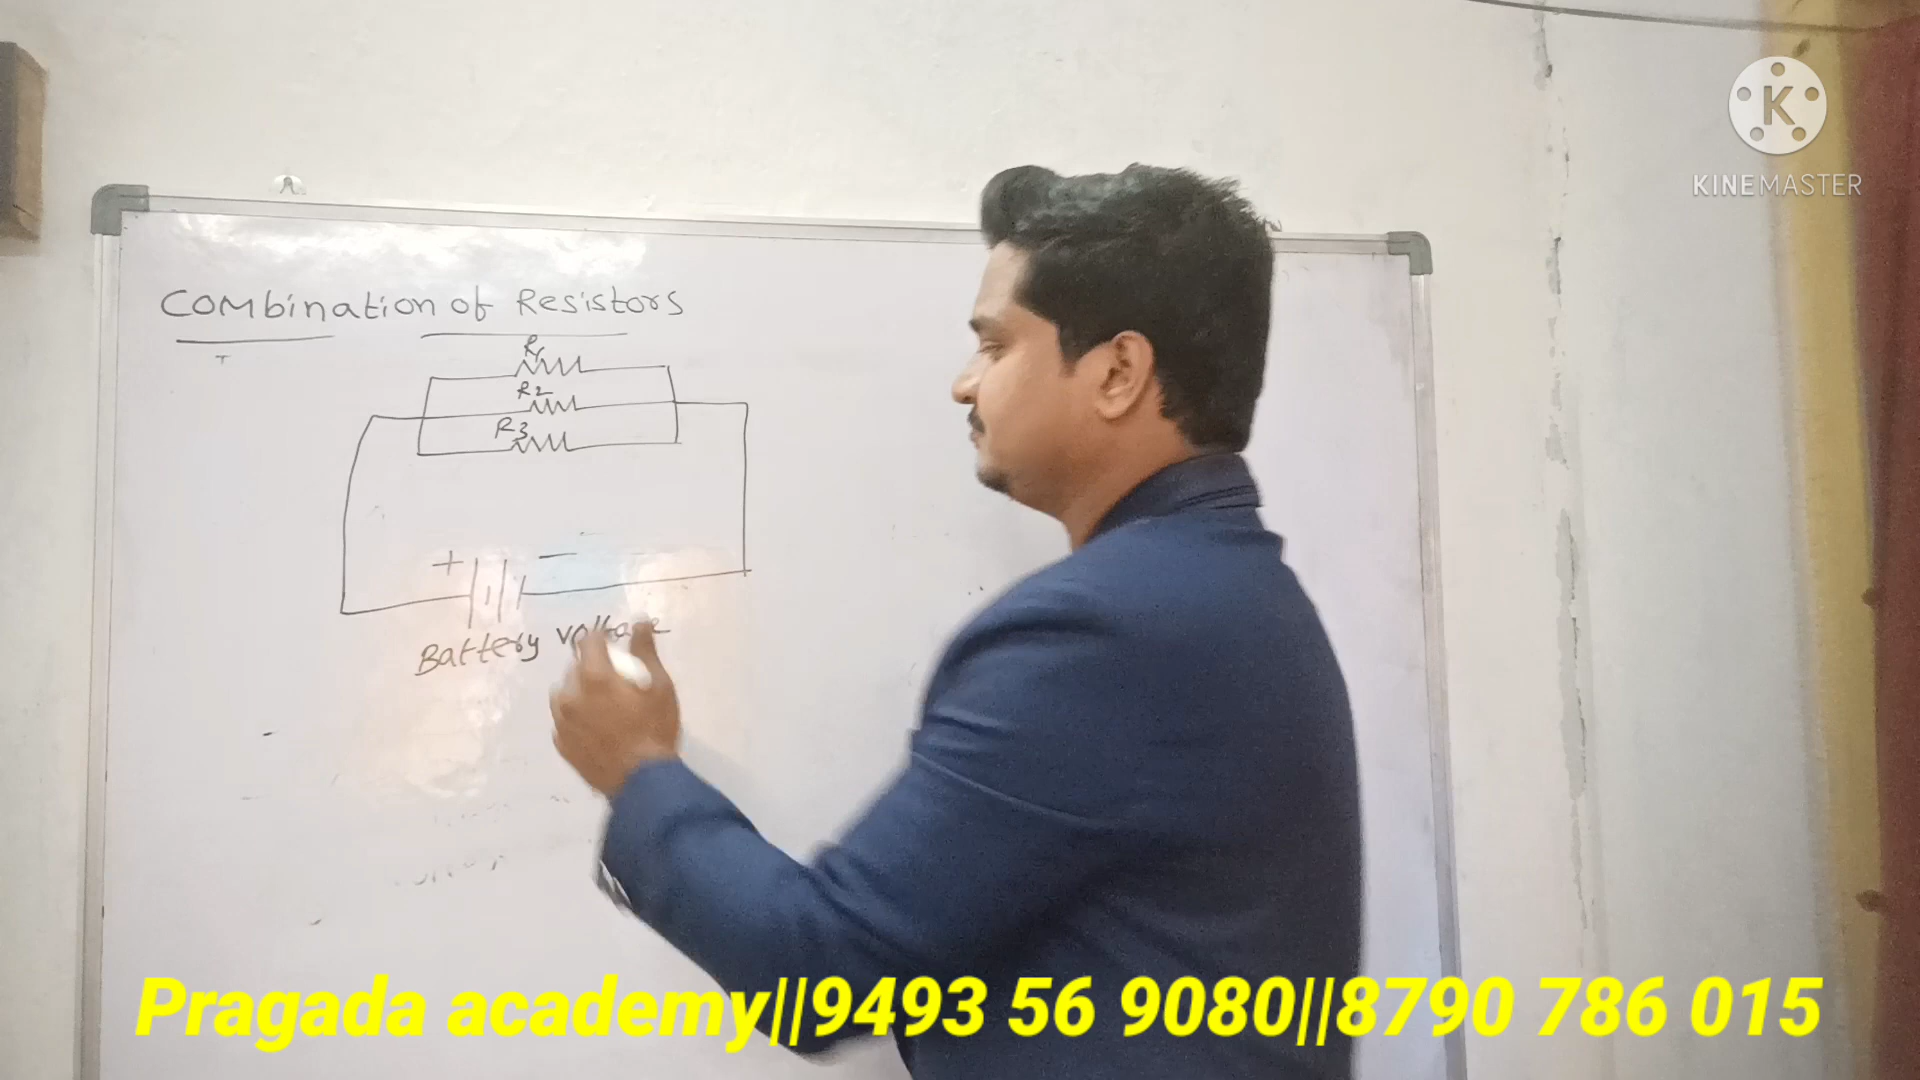 K
KINEMASTER
Combination of Resistors
R1
R2
R3
+ -
Battery voltage
Pragada academy||9493 56 9080||8790 786 015